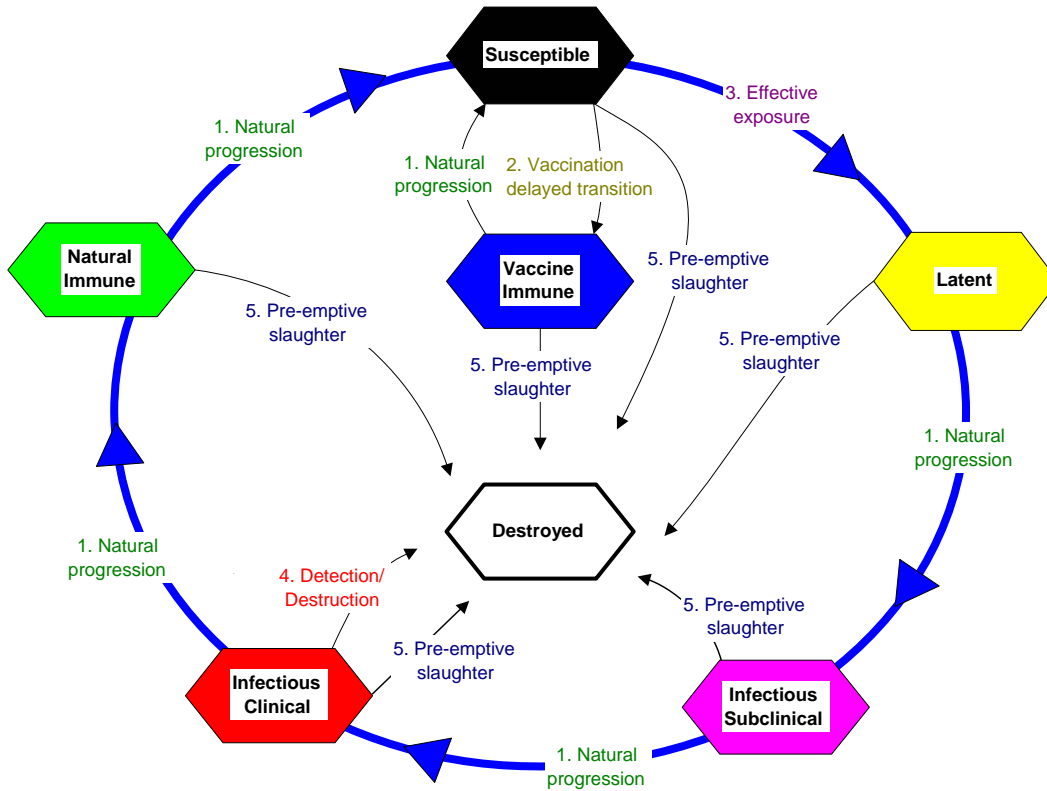 Susceptible
3. Effective
exposure
1. Natural
progression
1. Natural
progression
2. Vaccination
delayed transition
Natural
Immune
Vaccine
Immune
Latent
5. Pre-emptive
slaughter
5. Pre-emptive
slaughter
5. Pre-emptive
slaughter
5. Pre-emptive
slaughter
1. Natural
progression
Destroyed
1. Natural
progression
4. Detection/
Destruction
5. Pre-emptive
slaughter
5. Pre-emptive
slaughter
Infectious
Clinical
Infectious
Subclinical
1. Natural
progression